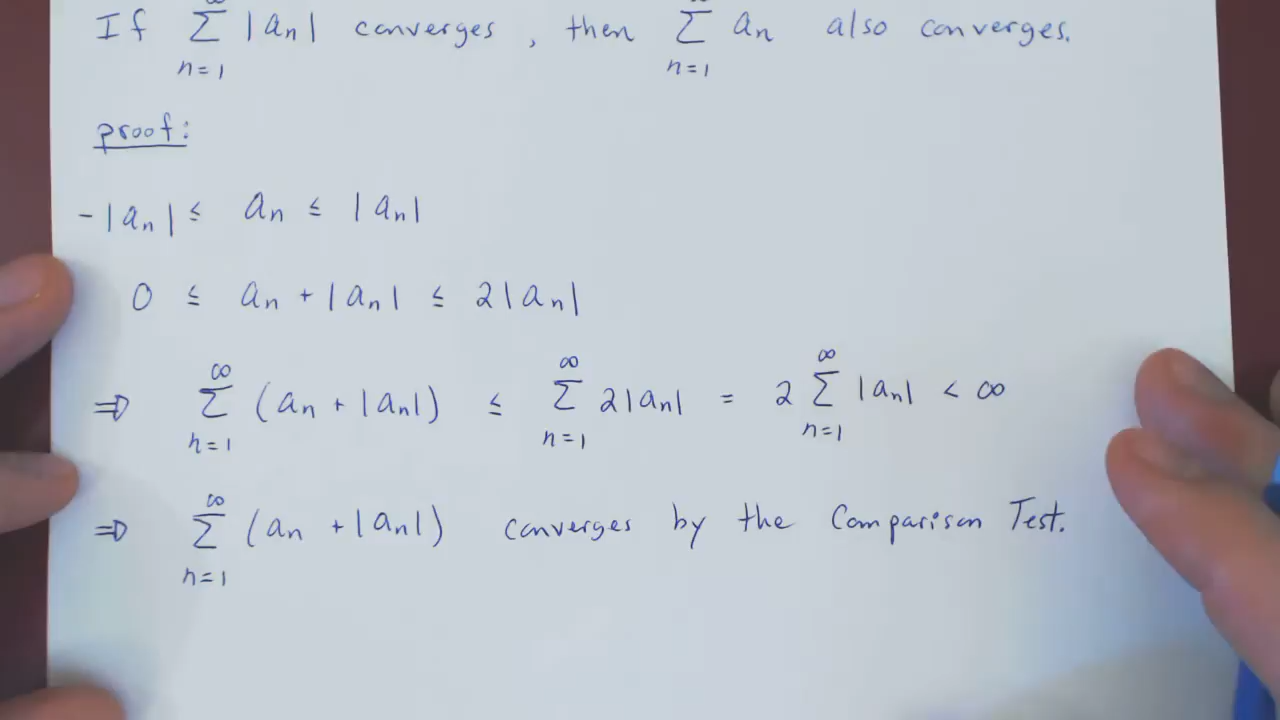 If ∑_{n=1}^{∞} |aₙ| converges, then ∑_{n=1}^{∞} aₙ also converges.
proof:
-|aₙ| ≤ aₙ ≤ |aₙ|
0 ≤ aₙ + |aₙ| ≤ 2|aₙ|
⇒ ∑_{n=1}^{∞} (aₙ + |aₙ|) ≤ ∑_{n=1}^{∞} 2|aₙ| = 2 ∑_{n=1}^{∞} |aₙ| < ∞
⇒ ∑_{n=1}^{∞} (aₙ + |aₙ|) converges by the Comparison Test.